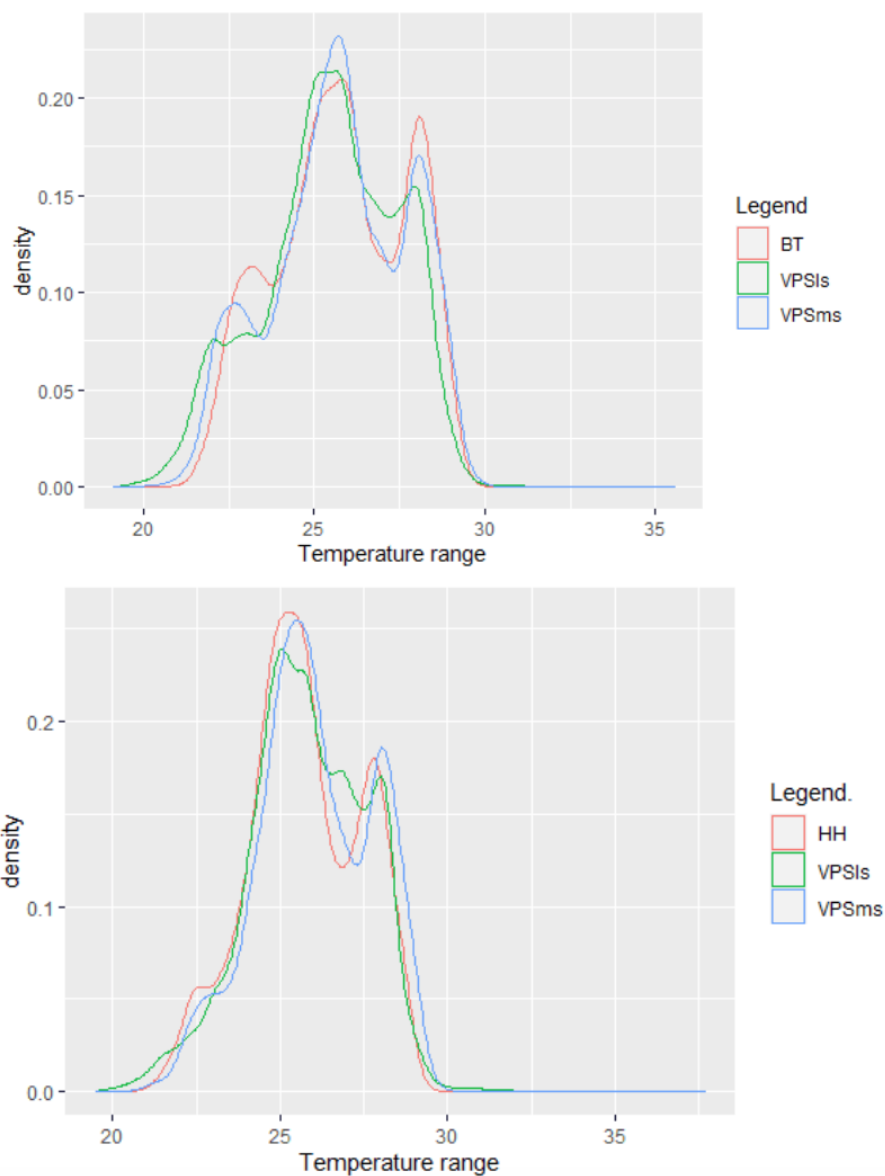 density
0.20
0.15
0.10
0.05
0.00
20 25 30 35
Temperature range
Legend
BT
VPSls
VPSms
density
0.2
0.1
0.0
20 25 30 35
Temperature range
Legend.
HH
VPSls
VPSms